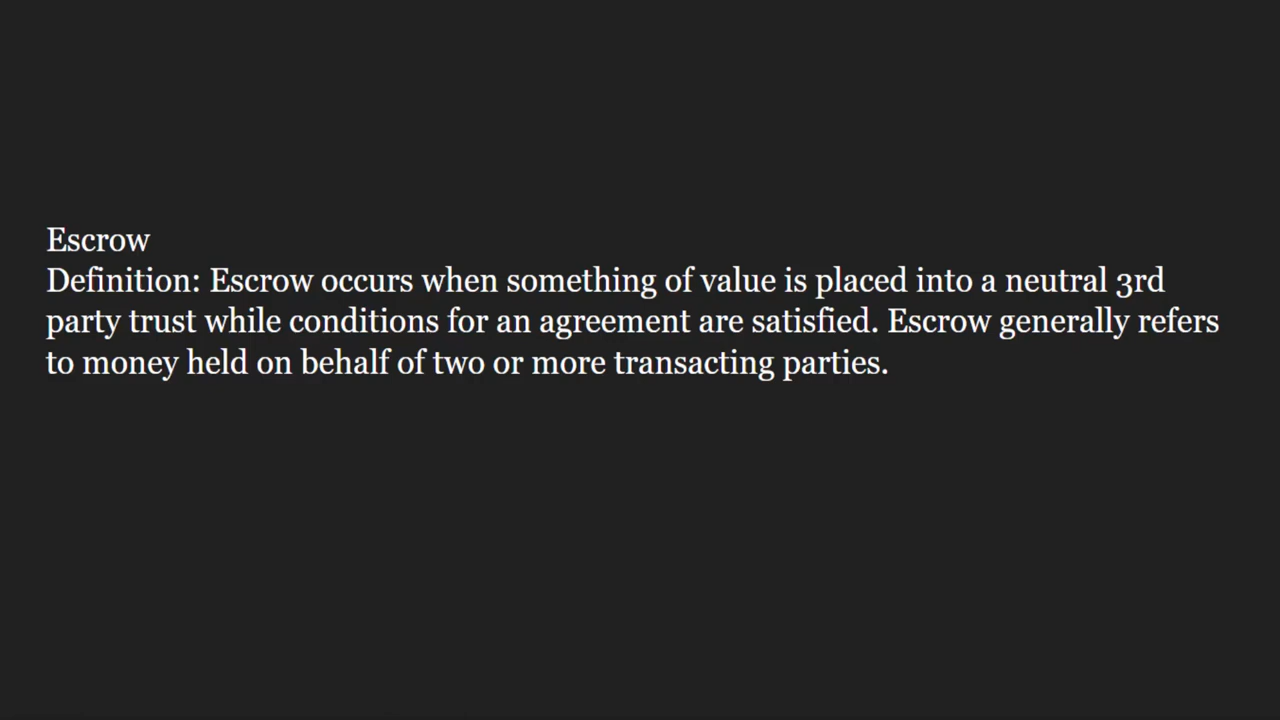 Escrow
Definition: Escrow occurs when something of value is placed into a neutral 3rd
party trust while conditions for an agreement are satisfied. Escrow generally refers
to money held on behalf of two or more transacting parties.